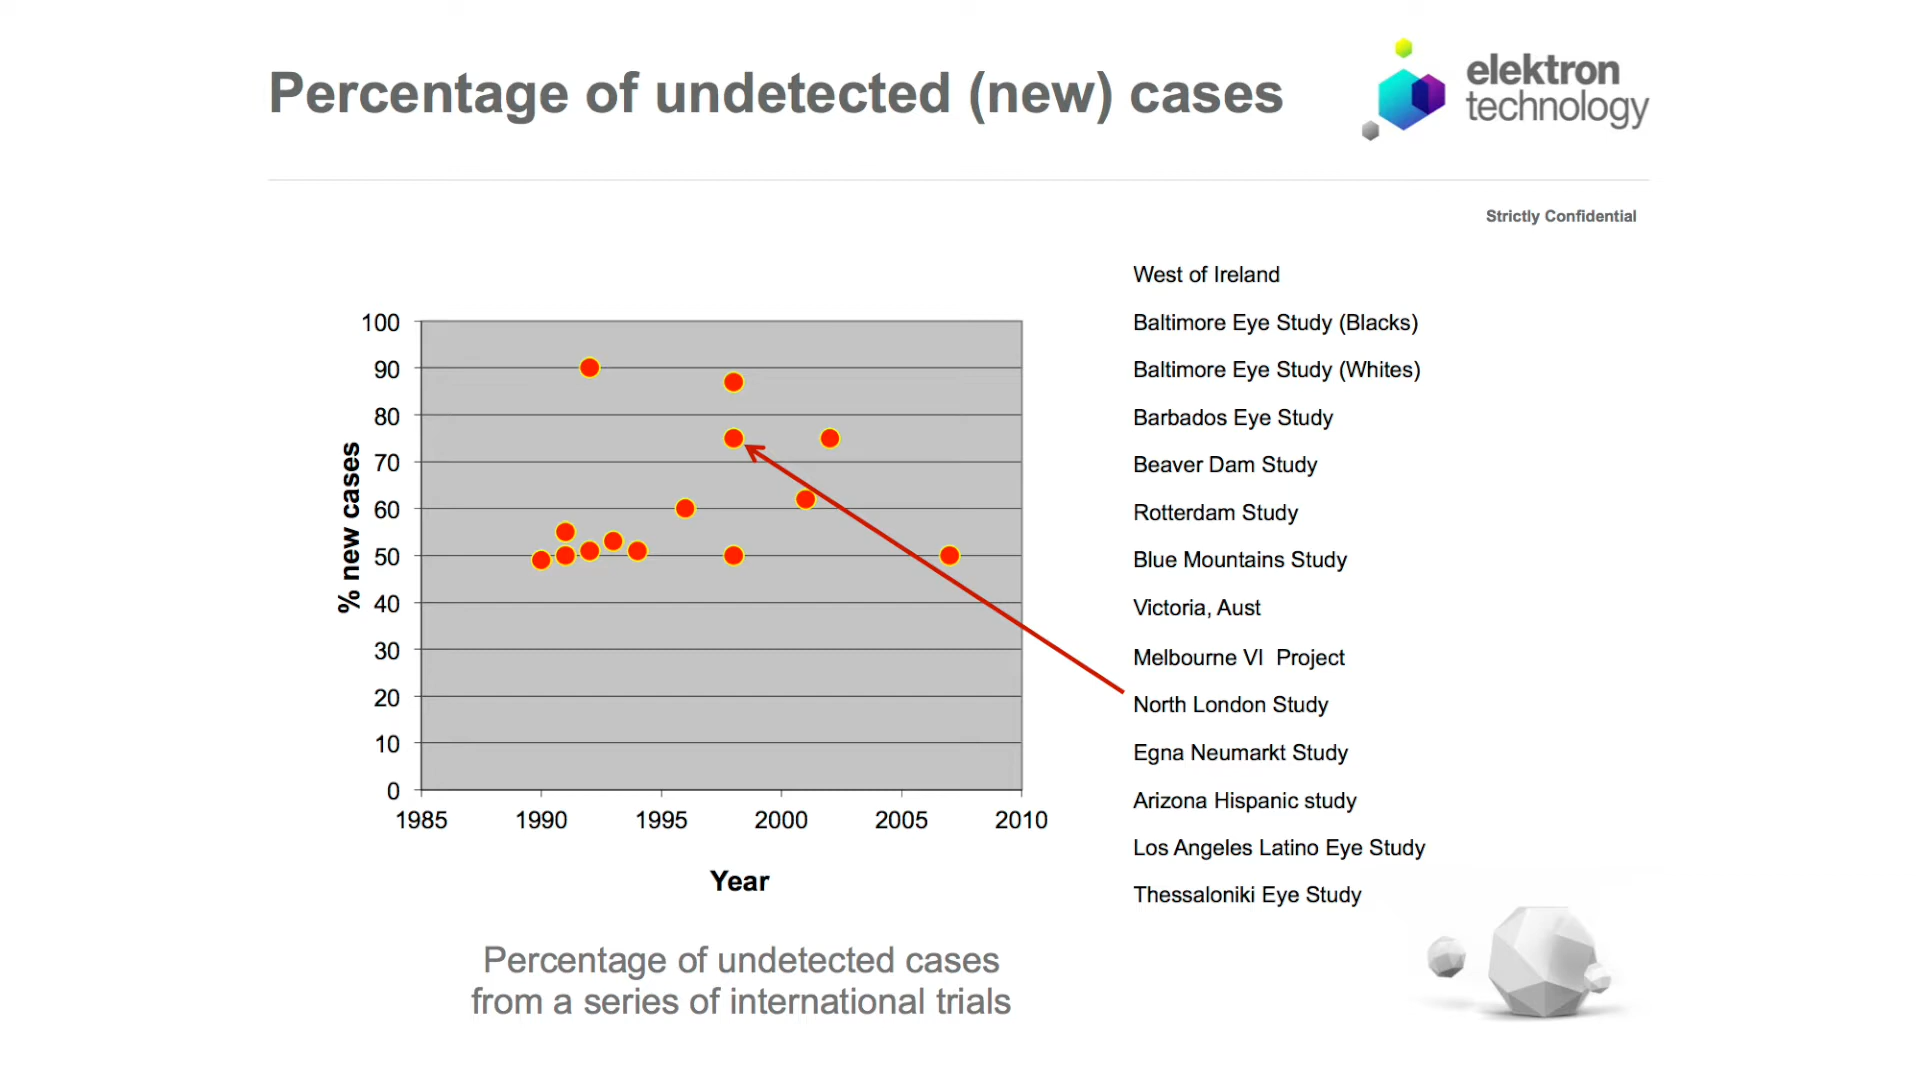 Percentage of undetected (new) cases
elektron
technology
Strictly Confidential
100
90
80
70
60
50
40
30
20
10
0
% new cases
1985 1990 1995 2000 2005 2010
Year
Percentage of undetected cases
from a series of international trials
West of Ireland
Baltimore Eye Study (Blacks)
Baltimore Eye Study (Whites)
Barbados Eye Study
Beaver Dam Study
Rotterdam Study
Blue Mountains Study
Victoria, Aust
Melbourne VI  Project
North London Study
Egna Neumarkt Study
Arizona Hispanic study
Los Angeles Latino Eye Study
Thessaloniki Eye Study